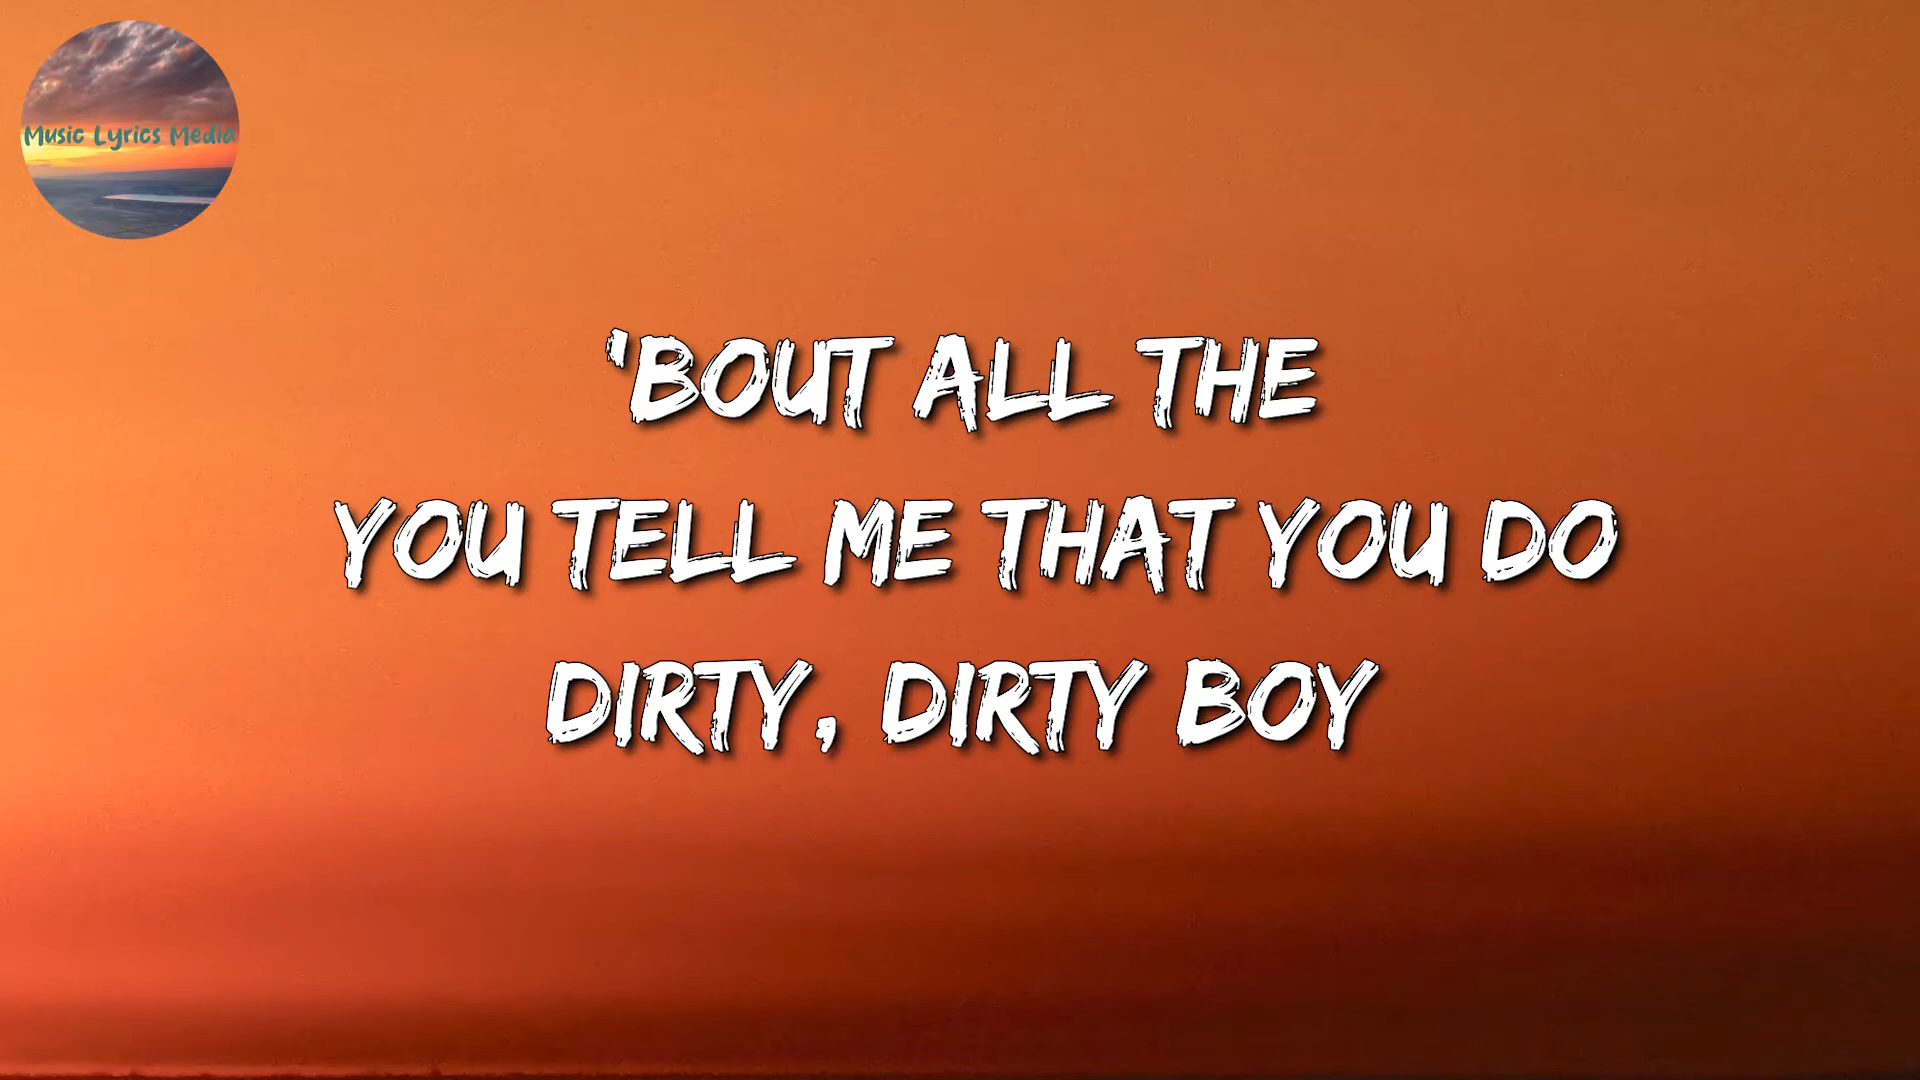 Music Lyrics Media
'BOUT ALL THE
YOU TELL ME THAT YOU DO
DIRTY, DIRTY BOY